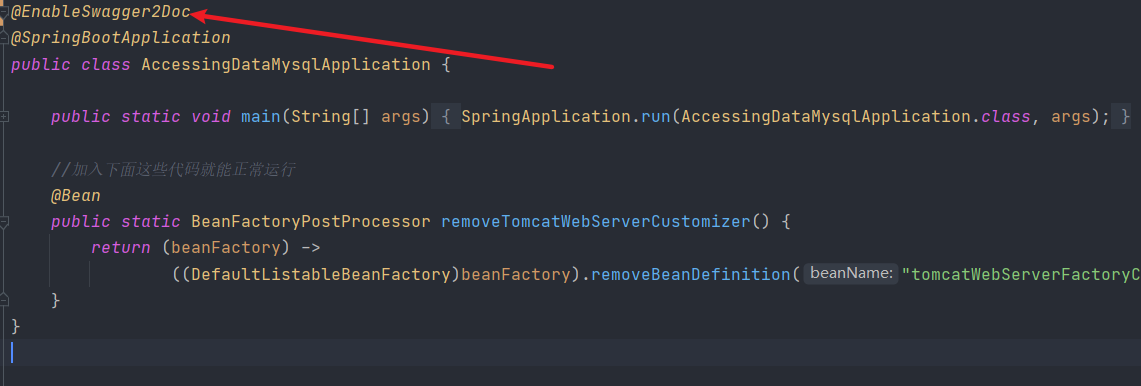 @EnableSwagger2Doc
@SpringBootApplication
public class AccessingDataMysqlApplication {
public static void main(String[] args) { SpringApplication.run(AccessingDataMysqlApplication.class, args); }
//加入下面这些代码就能正常运行
@Bean
public static BeanFactoryPostProcessor removeTomcatWebServerCustomizer() {
return (beanFactory) ->
((DefaultListableBeanFactory)beanFactory).removeBeanDefinition( beanName: "tomcatWebServerFactoryC
}
}